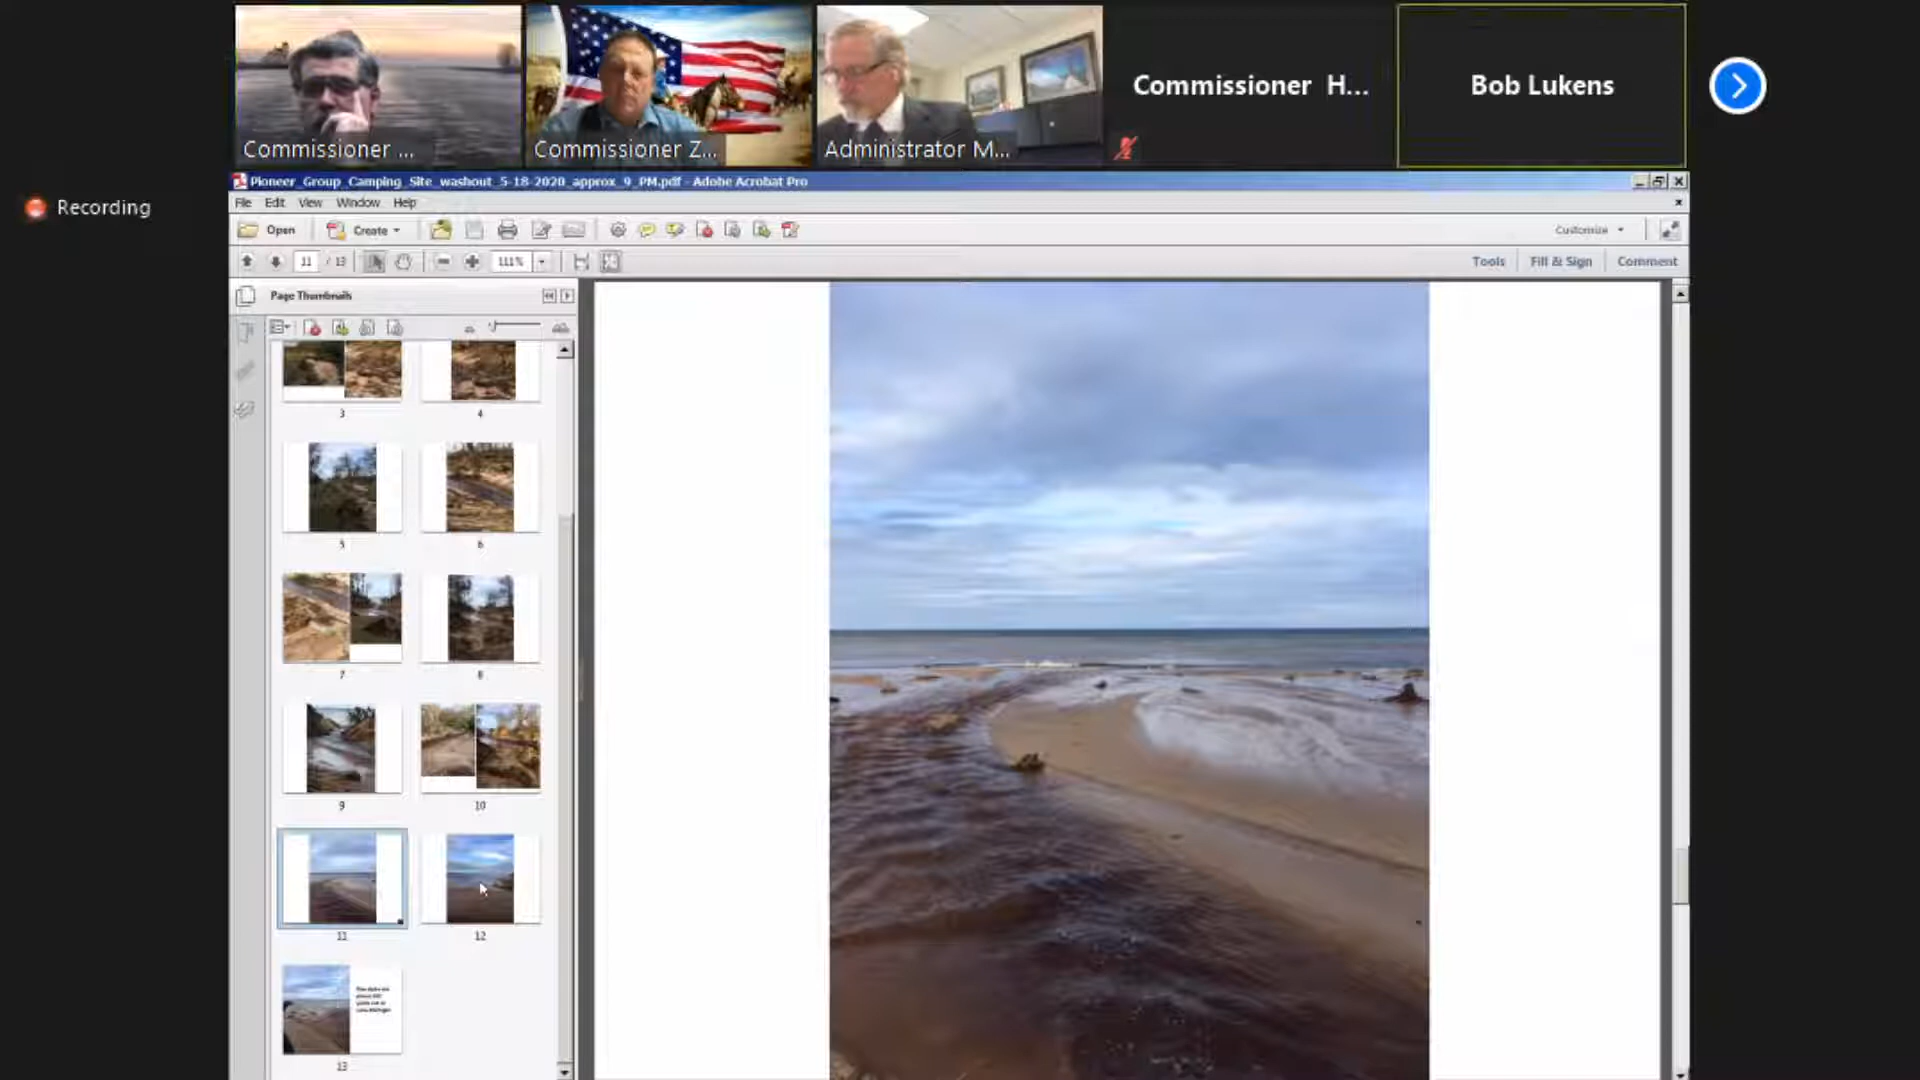 Commissioner H...
Bob Lukens
Commissioner ...
Commissioner Z...
Administrator M...
Recording
Pioneer_Group_Camping_Site_washout_5-18-2020_approx_9_PM.pdf - Adobe Acrobat Pro
File Edit View Window Help
Open Create Customize
11 / 13 111% Tools Fill & Sign Comment
Page Thumbnails
3 4
5 6
7 8
9 10
11 12
13